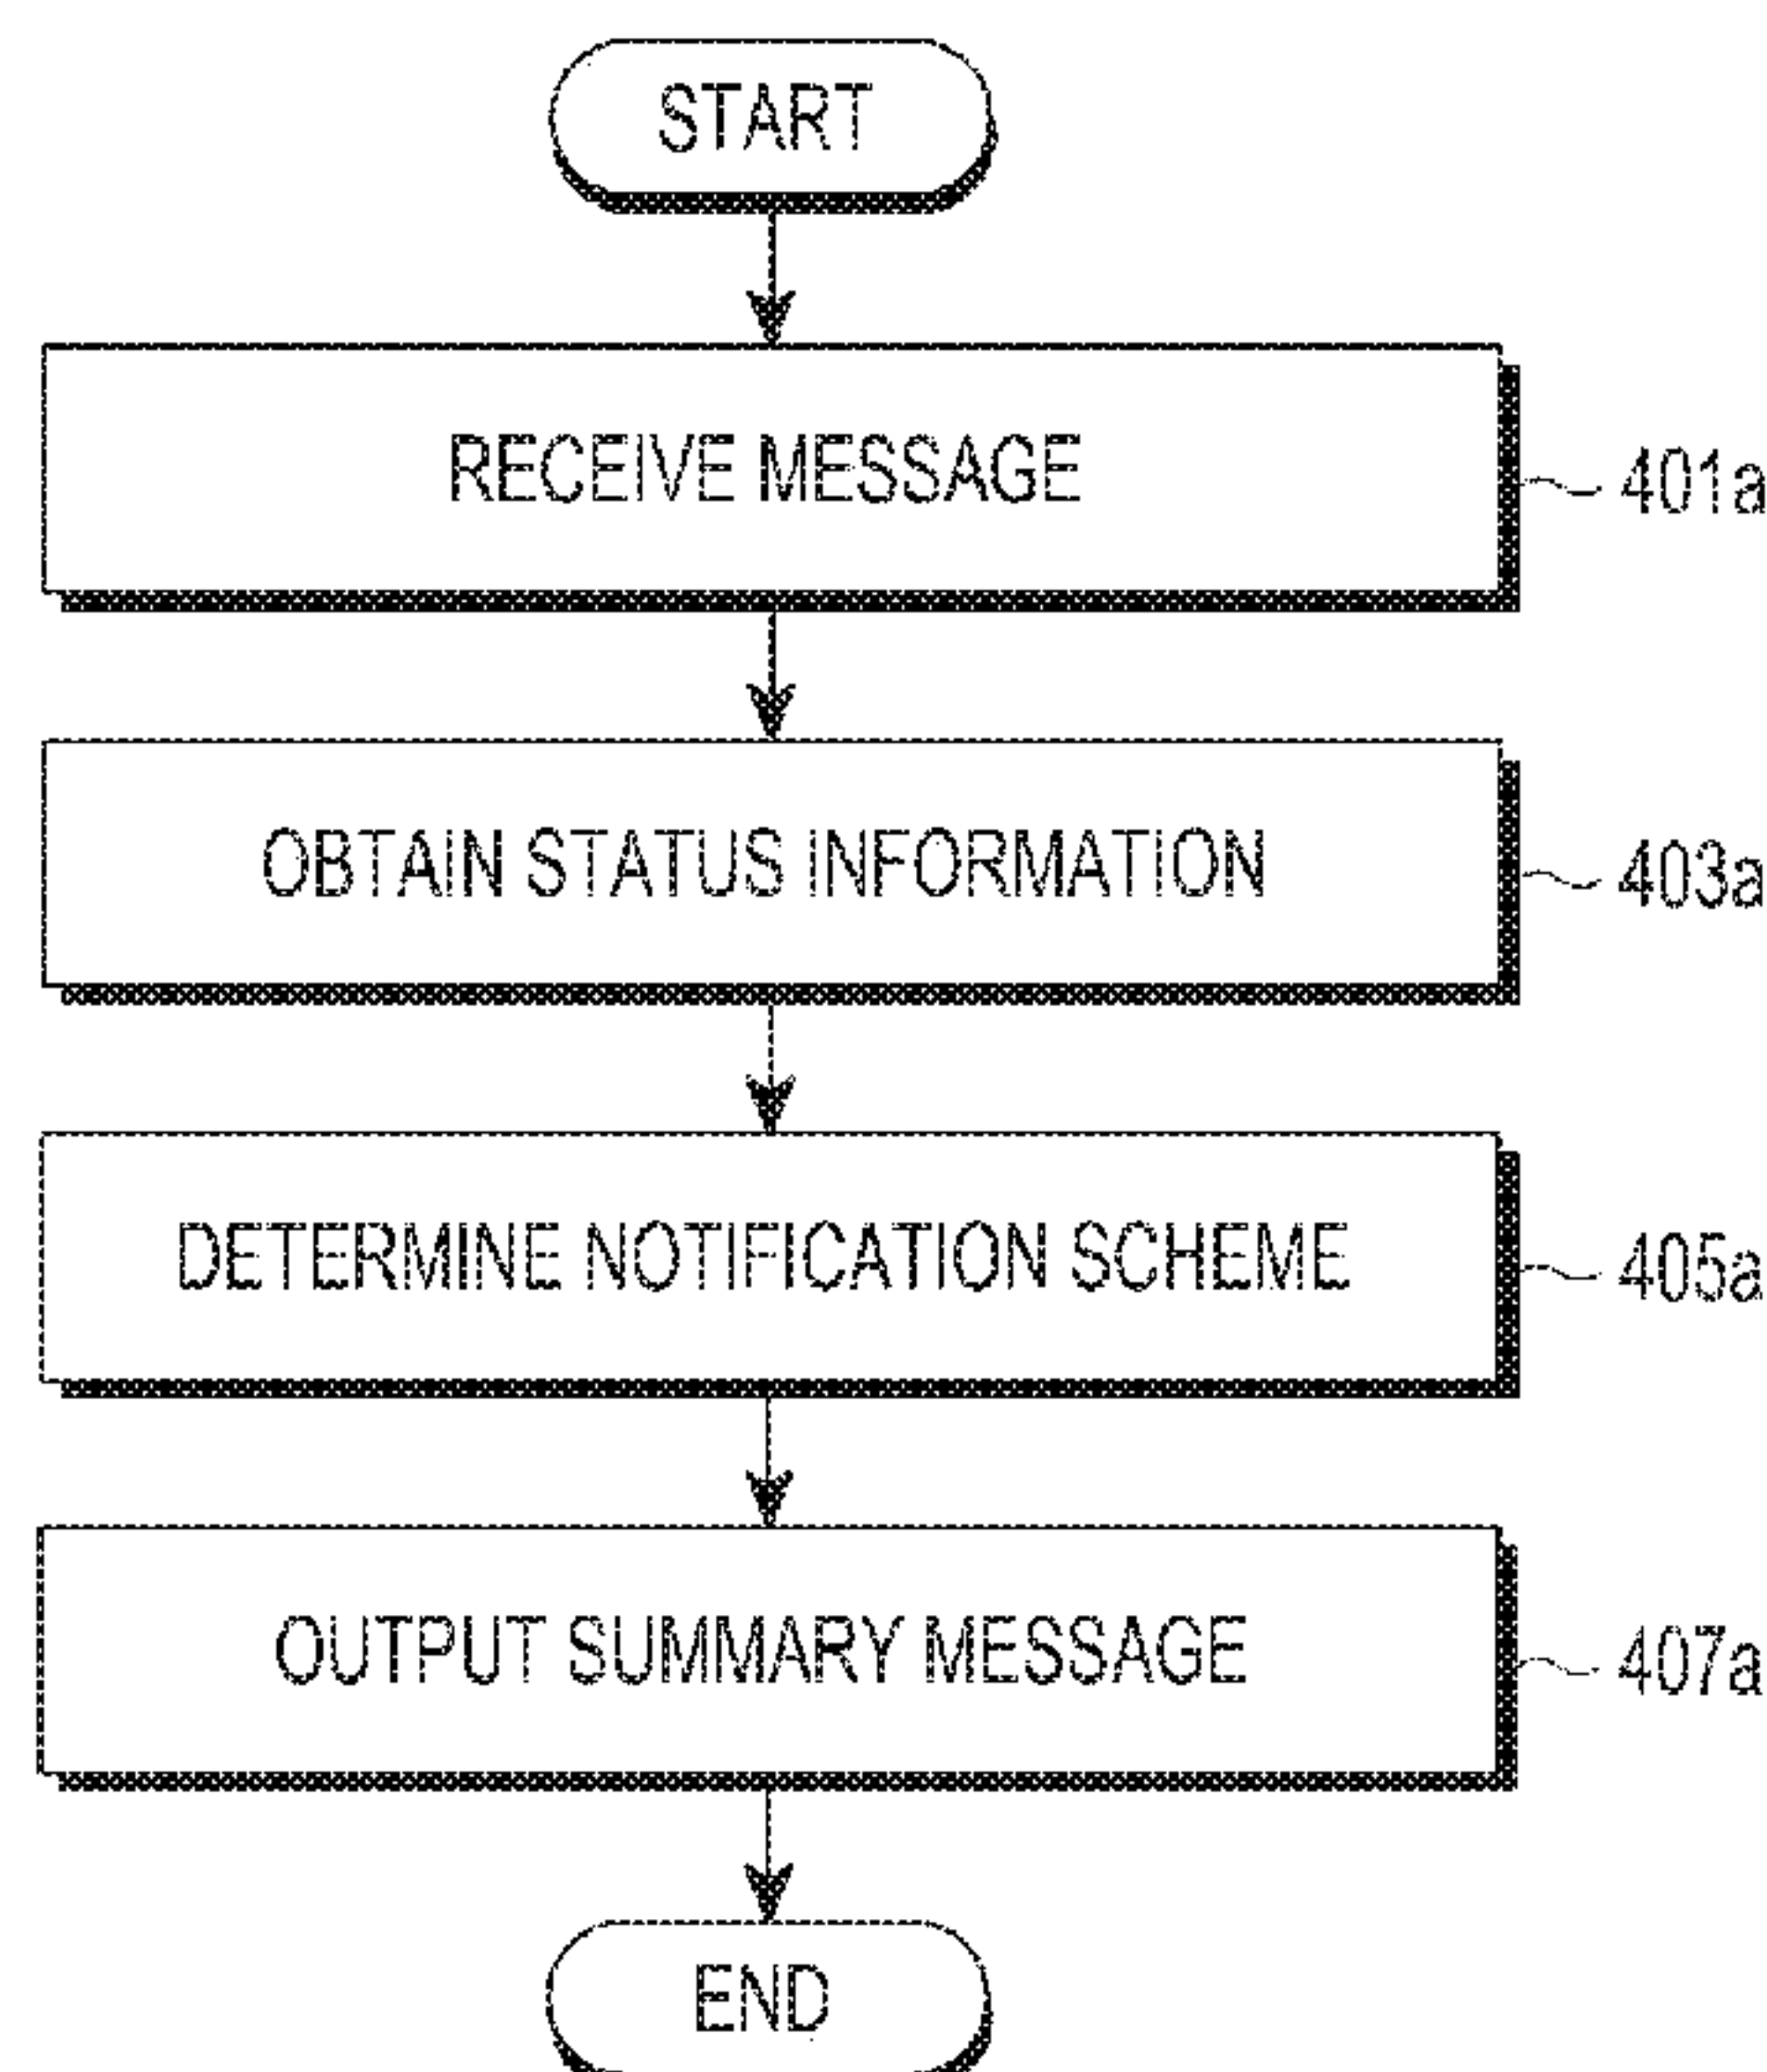 START
RECEIVE MESSAGE
401a
OBTAIN STATUS INFORMATION
403a
DETERMINE NOTIFICATION SCHEME
405a
OUTPUT SUMMARY MESSAGE
407a
END